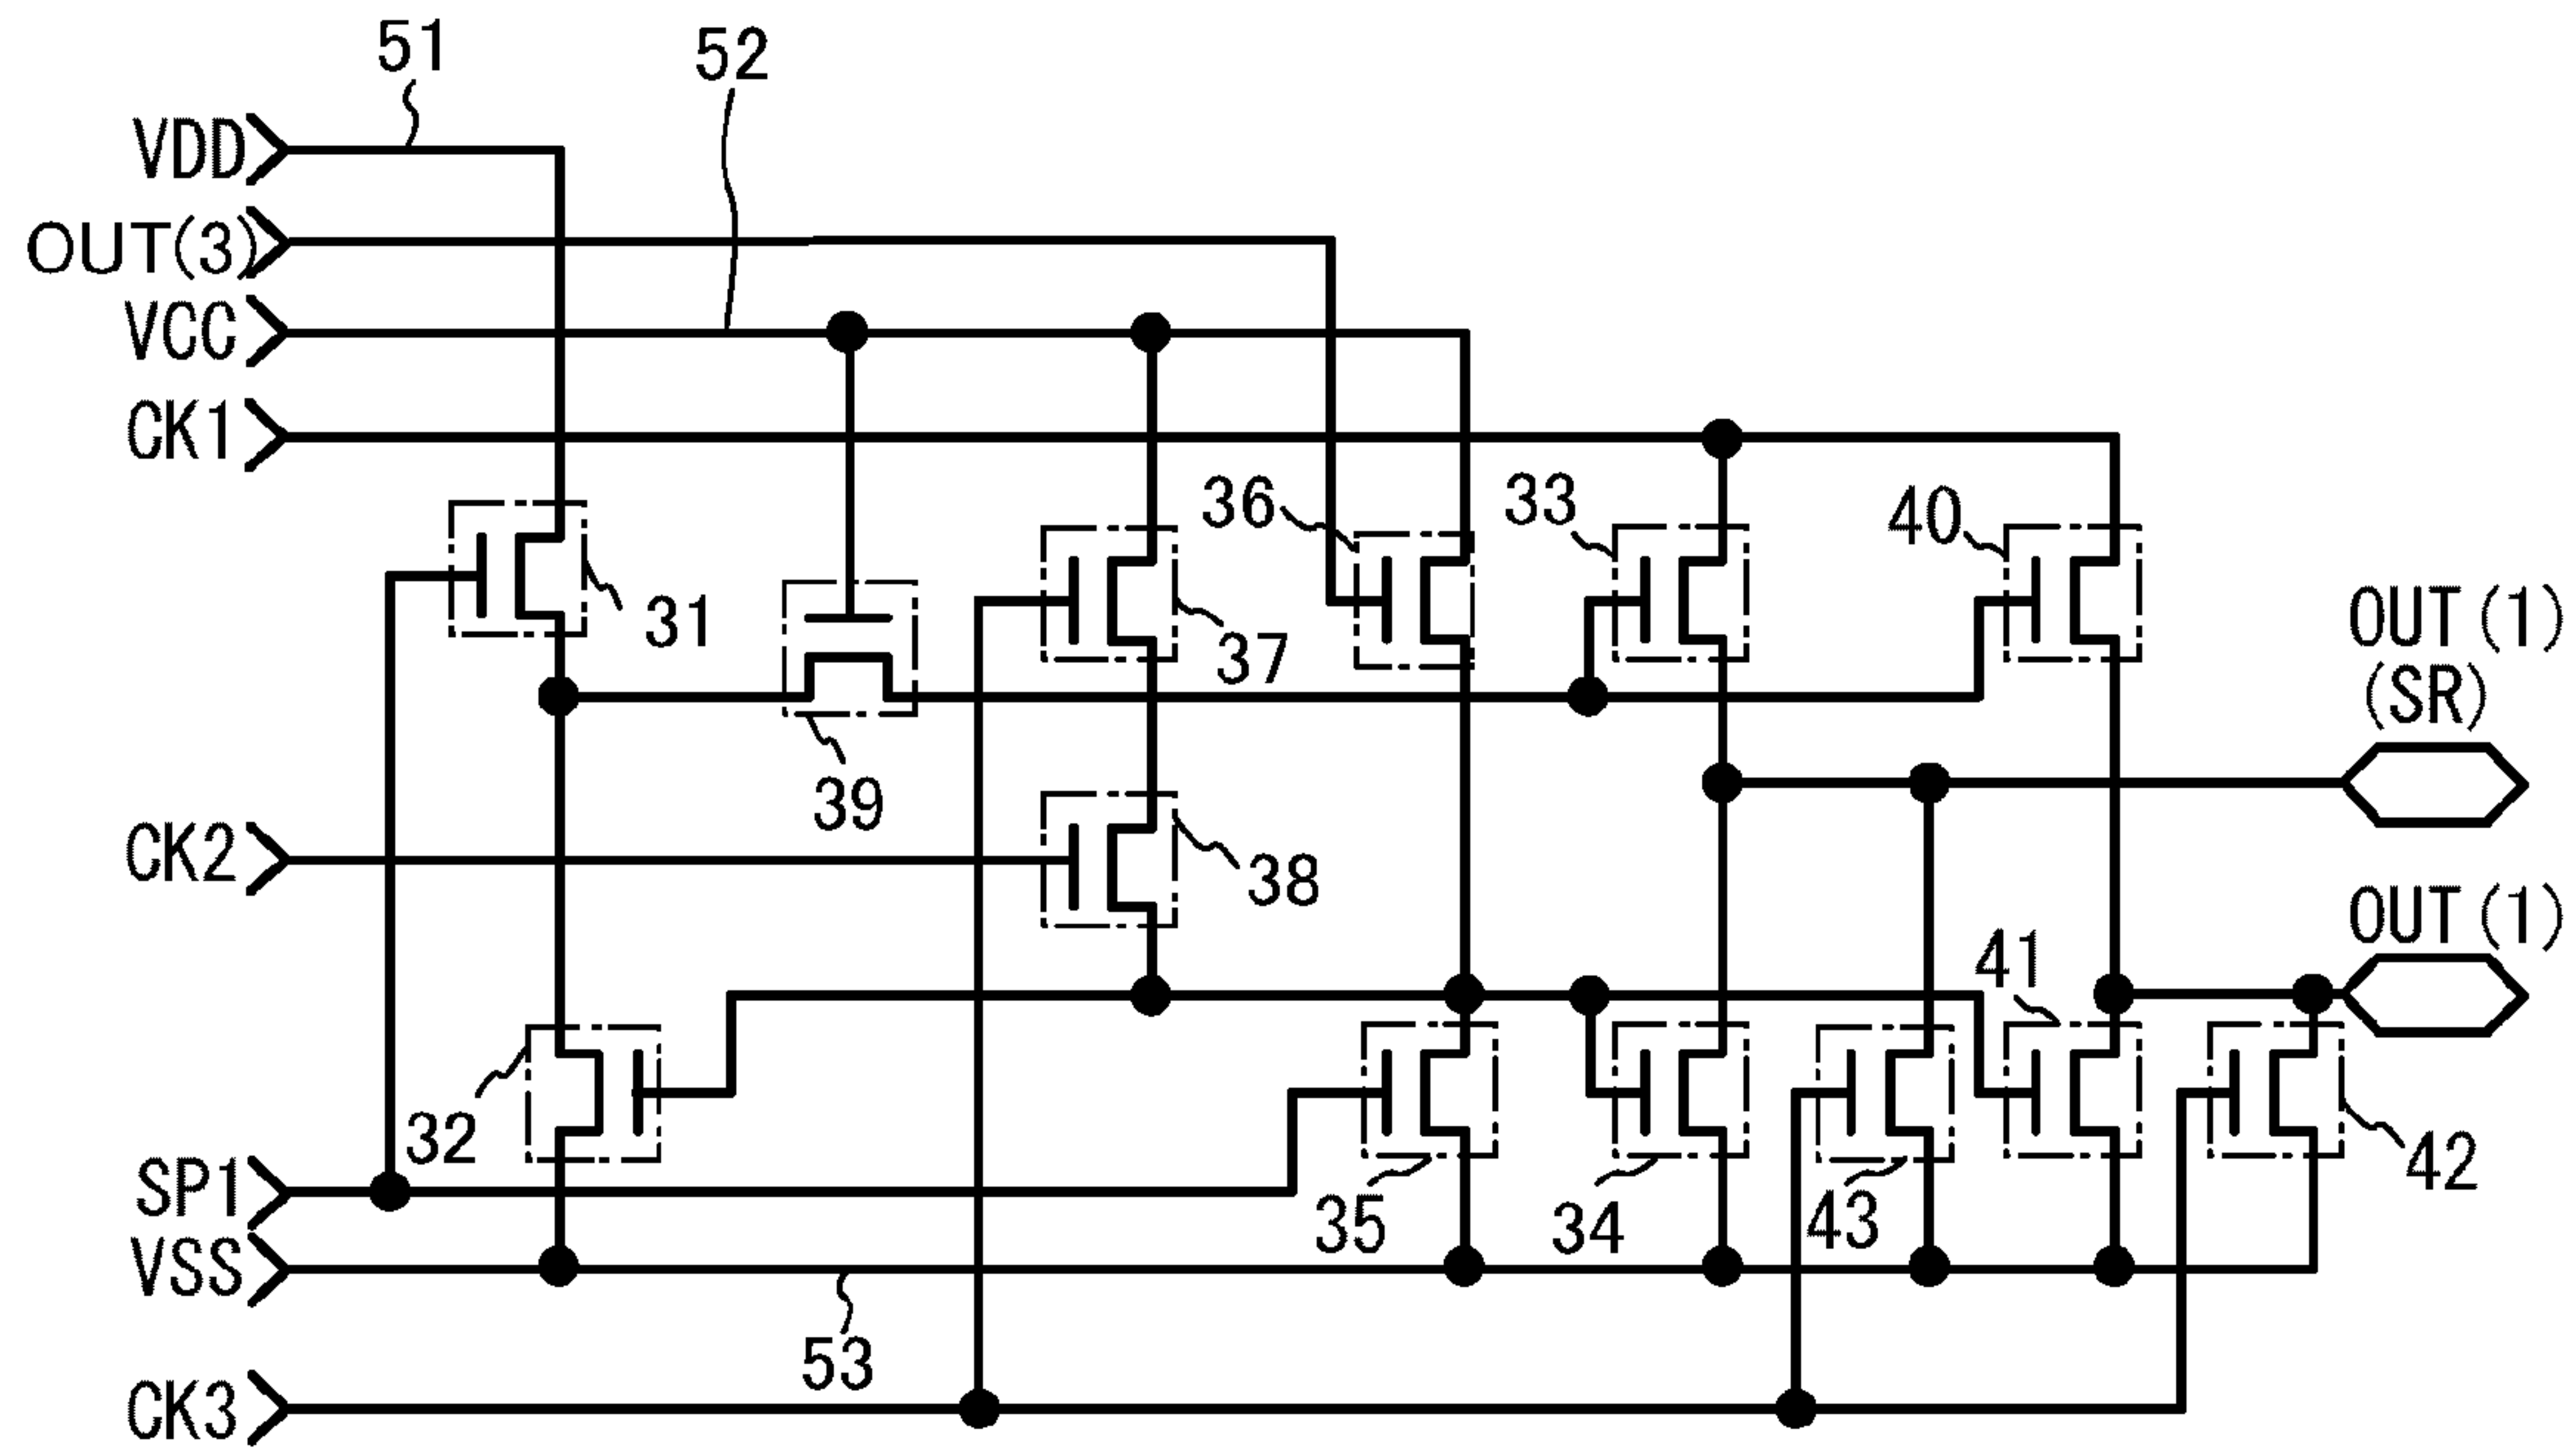 51
52
VDD
OUT(3)
VCC
CK1
36
33
40
31
37
OUT(1)
(SR)
39
CK2
38
OUT(1)
41
32
SP1
35
34
43
42
VSS
53
CK3